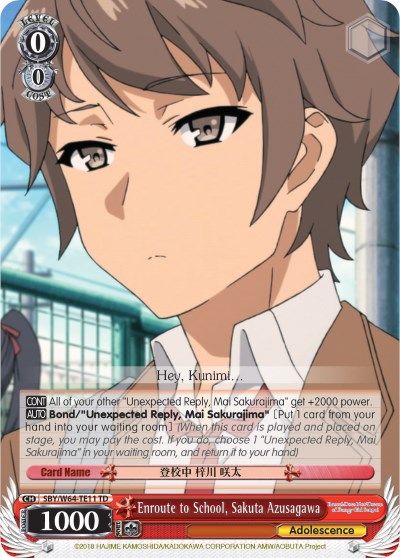 LEVEL
0
0
COST
Hey, Kunimi...
CONT All of your other "Unexpected Reply, Mai Sakurajima" get +2000 power.
AUTO Bond/"Unexpected Reply, Mai Sakurajima" [Put 1 card from your
hand into your waiting room] (When this card is played and placed on
stage, you may pay the cost. If you do, choose 1 "Unexpected Reply, Mai
Sakurajima" in your waiting room, and return it to your hand)
Card Name
登校中 梓川 咲太
CD SBY/W64-TE11 TD
POWER
1000
Enroute to School, Sakuta Azusagawa
Adolescence
©2018 HAJIME KAMOSHIDA/KADOKAWA CORPORATION AMW/AOBUTA Project